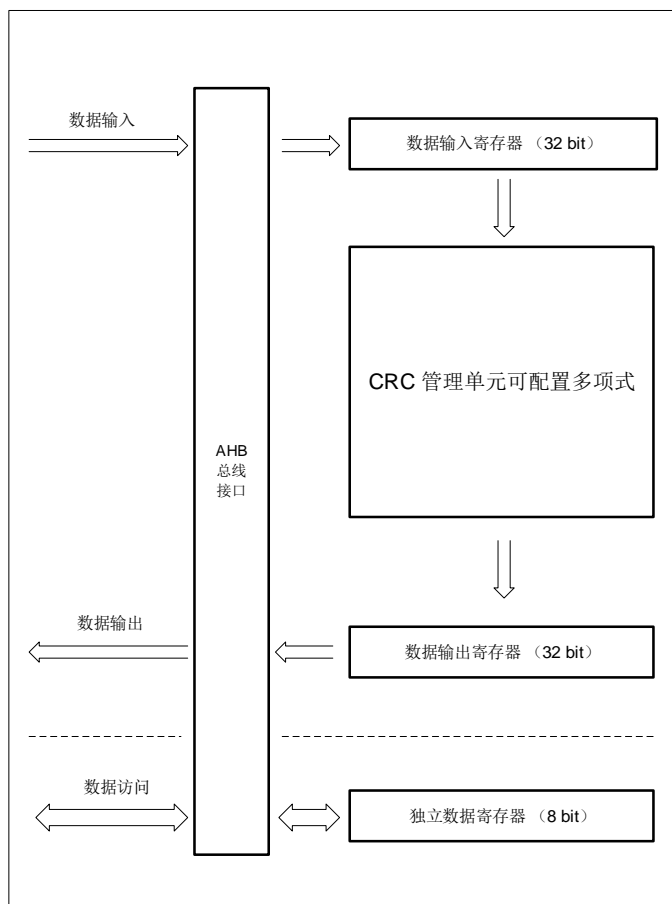 数据输入
数据输入寄存器 (32 bit)
CRC 管理单元可配置多项式
AHB
总线
接口
数据输出
数据输出寄存器 (32 bit)
数据访问
独立数据寄存器 (8 bit)